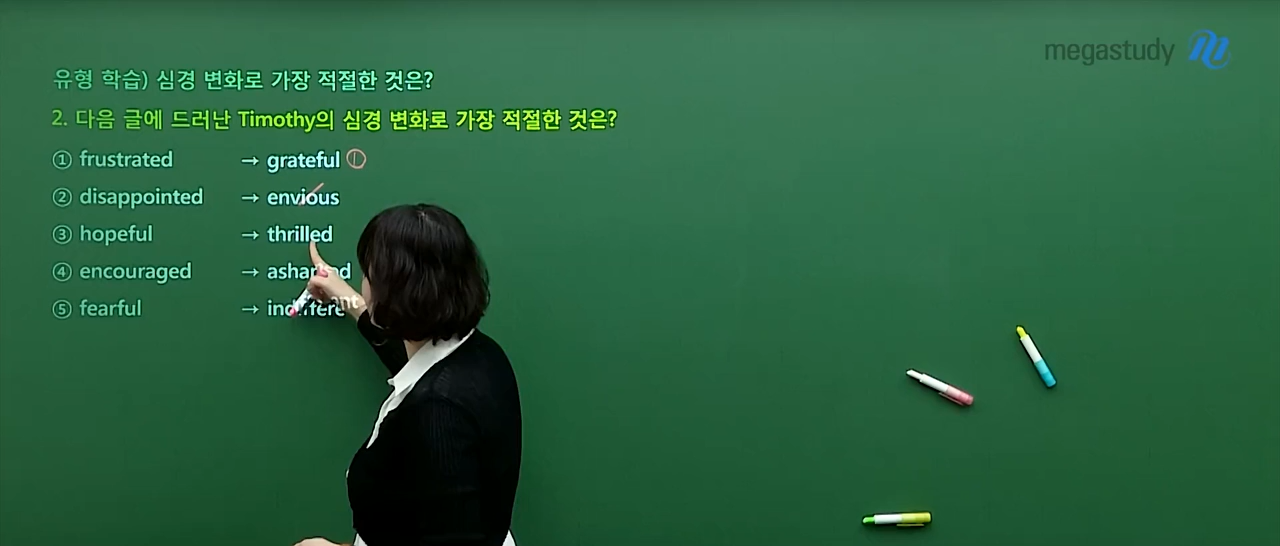 megastudy
유형 학습) 심경 변화로 가장 적절한 것은?
2. 다음 글에 드러난 Timothy의 심경 변화로 가장 적절한 것은?
① frustrated → grateful
② disappointed → envious
③ hopeful → thrilled
④ encouraged →
⑤ fearful →